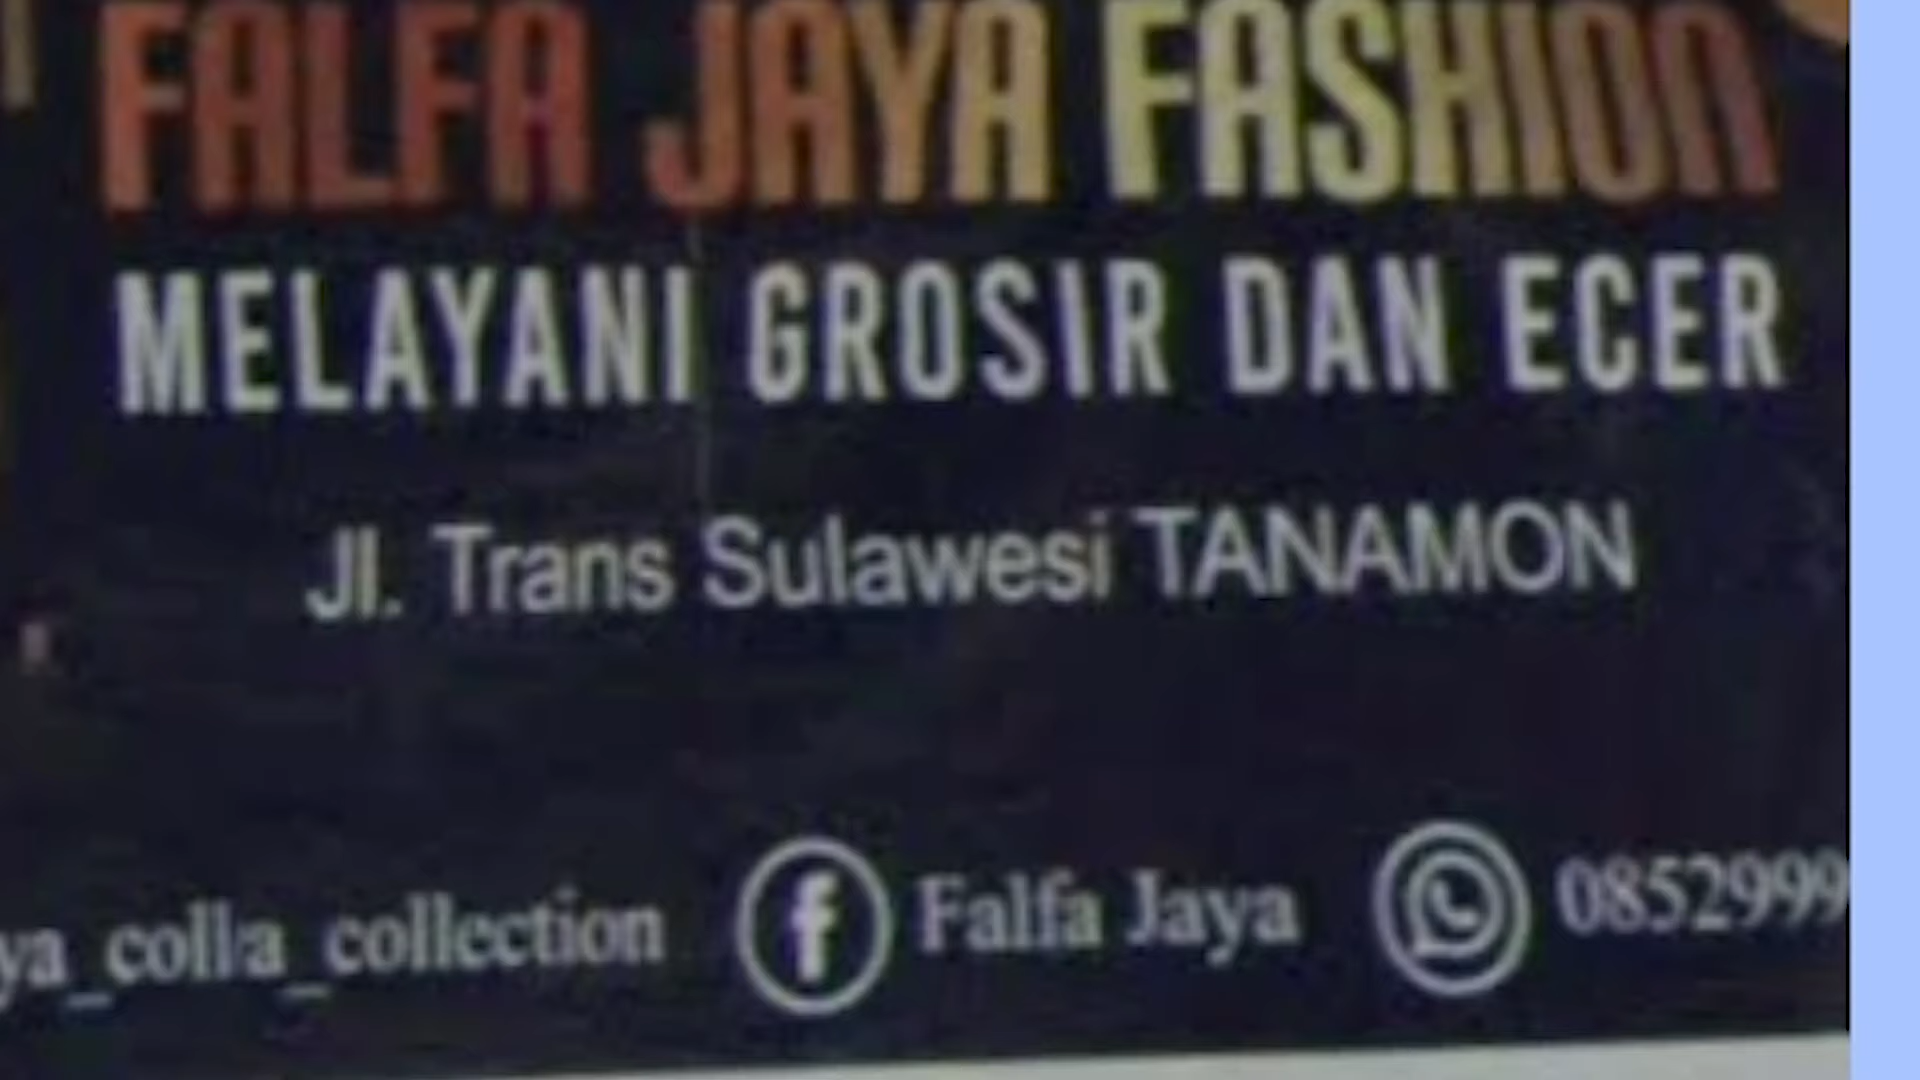 FALFA JAYA FASHION
MELAYANI GROSIR DAN ECER
Jl. Trans Sulawesi TANAMON
ya_colla_collection Falfa Jaya 0852999